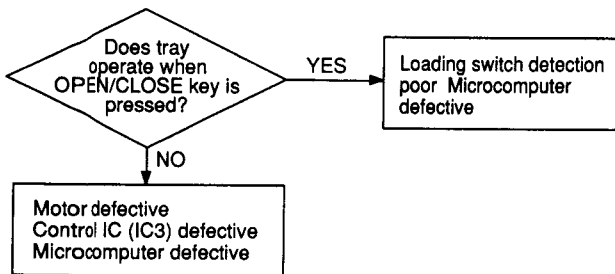 Does tray
operate when
OPEN/CLOSE key is
pressed?
YES
Loading switch detection
poor Microcomputer
defective
NO
Motor defective
Control IC (IC3) defective
Microcomputer defective